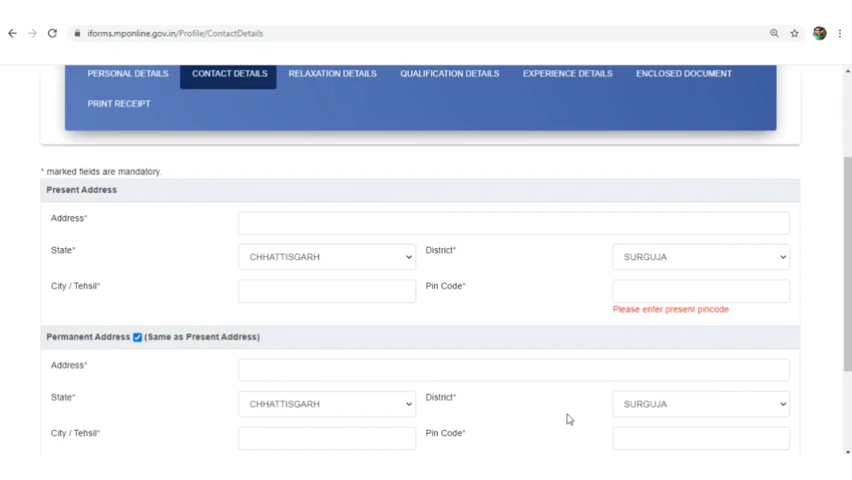 iforms.mponline.gov.in/Profile/ContactDetails
PERSONAL DETAILS CONTACT DETAILS RELAXATION DETAILS QUALIFICATION DETAILS EXPERIENCE DETAILS ENCLOSED DOCUMENT
PRINT RECEIPT
* marked fields are mandatory.
Present Address
Address*
State* CHHATTISGARH District* SURGUJA
City / Tehsil* Pin Code*
Please enter present pincode
Permanent Address (Same as Present Address)
Address*
State* CHHATTISGARH District* SURGUJA
City / Tehsil* Pin Code*